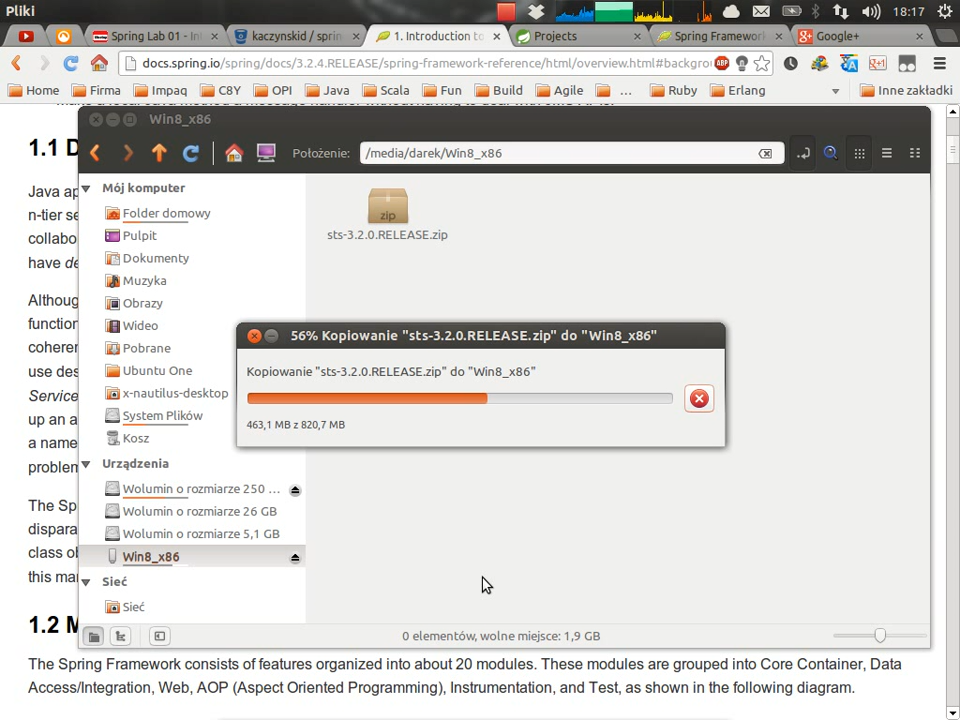 Pliki
18:17
Spring Lab 01 - In
kaczynskid / sprin
1. Introduction to
Projects
Spring Framework
Google+
docs.spring.io/spring/docs/3.2.4.RELEASE/spring-framework-reference/html/overview.html#backgrou
ABP
Home
Firma
Impaq
C8Y
OPI
Java
Scala
Fun
Build
Agile
...
Ruby
Erlang
Inne zakładki
Win8_x86
Położenie:
/media/darek/Win8_x86
1.1 D
Java ap
n-tier se
collabo
have de
Althoug
function
coheren
use des
Service
up an a
a name
problem
The Sp
dispara
class ob
this man
Mój komputer
Folder domowy
Pulpit
Dokumenty
Muzyka
Obrazy
Wideo
Pobrane
Ubuntu One
x-nautilus-desktop
System Plików
Kosz
Urządzenia
Wolumin o rozmiarze 250 ...
Wolumin o rozmiarze 26 GB
Wolumin o rozmiarze 5,1 GB
Win8_x86
Sieć
Sieć
zip
sts-3.2.0.RELEASE.zip
56% Kopiowanie "sts-3.2.0.RELEASE.zip" do "Win8_x86"
Kopiowanie "sts-3.2.0.RELEASE.zip" do "Win8_x86"
463,1 MB z 820,7 MB
0 elementów, wolne miejsce: 1,9 GB
1.2 M
The Spring Framework consists of features organized into about 20 modules. These modules are grouped into Core Container, Data
Access/Integration, Web, AOP (Aspect Oriented Programming), Instrumentation, and Test, as shown in the following diagram.